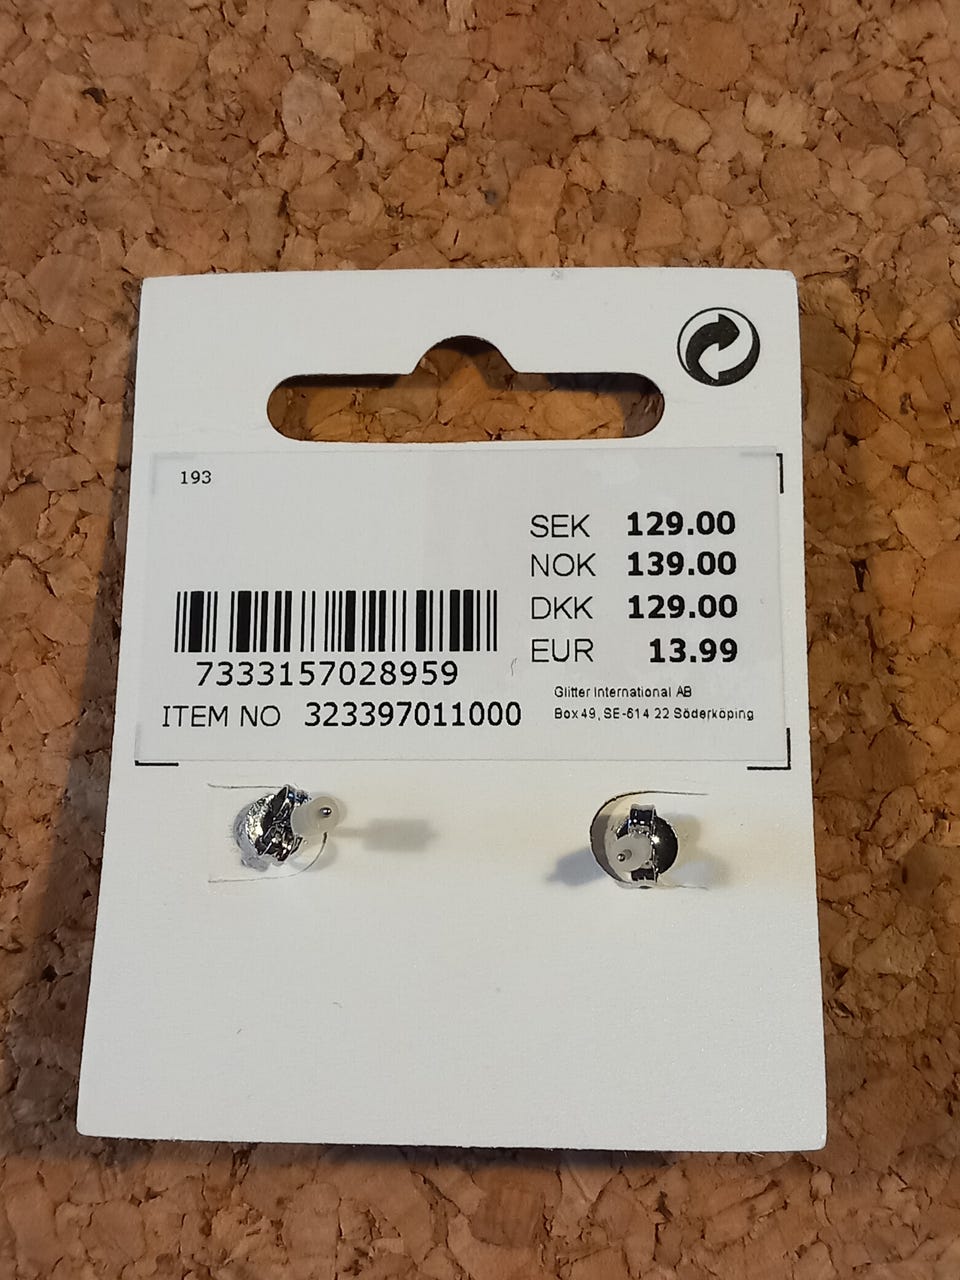 193
SEK 129.00
NOK 139.00
DKK 129.00
EUR 13.99
7333157028959
ITEM NO 323397011000
Glitter International AB
Box 49, SE-614 22 Söderköping